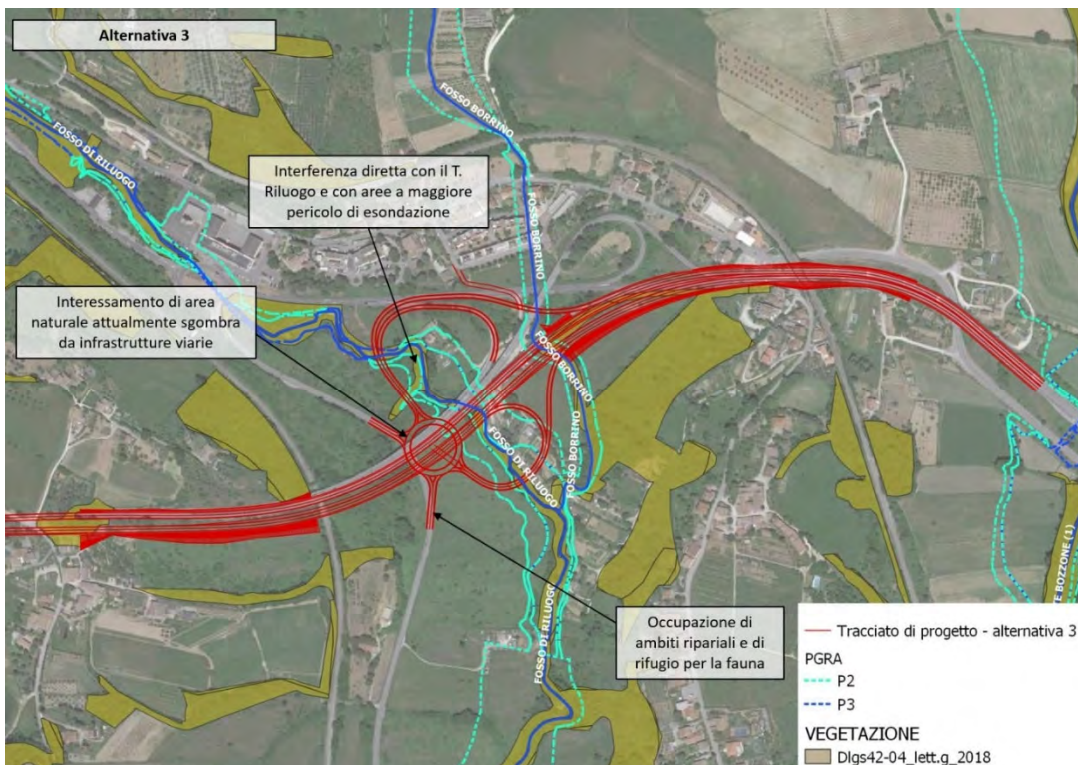 Alternativa 3
FOSSO BORRINO
FOSSO DI RILUOGO
Interferenza diretta con il T.
Riluogo e con aree a maggiore
pericolo di esondazione
FOSSO BORRINO
Interessamento di area
naturale attualmente sgombra
da infrastrutture viarie
FOSSO BORRINO
FOSSO DI RILUOGO
FOSSO BORRINO
FOSSO DI RILUOGO
E BOZZONE (1)
Occupazione di
ambiti ripariali e di
rifugio per la fauna
Tracciato di progetto - alternativa 3
PGRA
P2
P3
VEGETAZIONE
Dlgs42-04_lett.g_2018